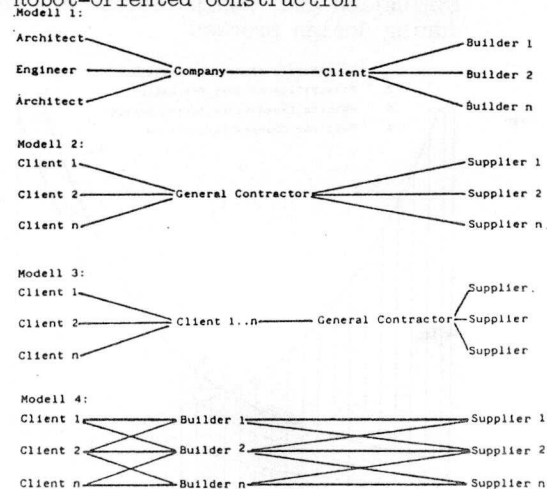 Robot-oriented construction
Modell 1:
Architect
Builder 1
Engineer Company Client Builder 2
Architect
Builder n
Modell 2:
Client 1 Supplier 1
Client 2 General Contractor Supplier 2
Client n Supplier n
Modell 3:
Client 1 Supplier
Client 2 Client 1..n General Contractor Supplier
Client n Supplier
Modell 4:
Client 1 Builder 1 Supplier 1
Client 2 Builder 2 Supplier 2
Client n Builder n Supplier n